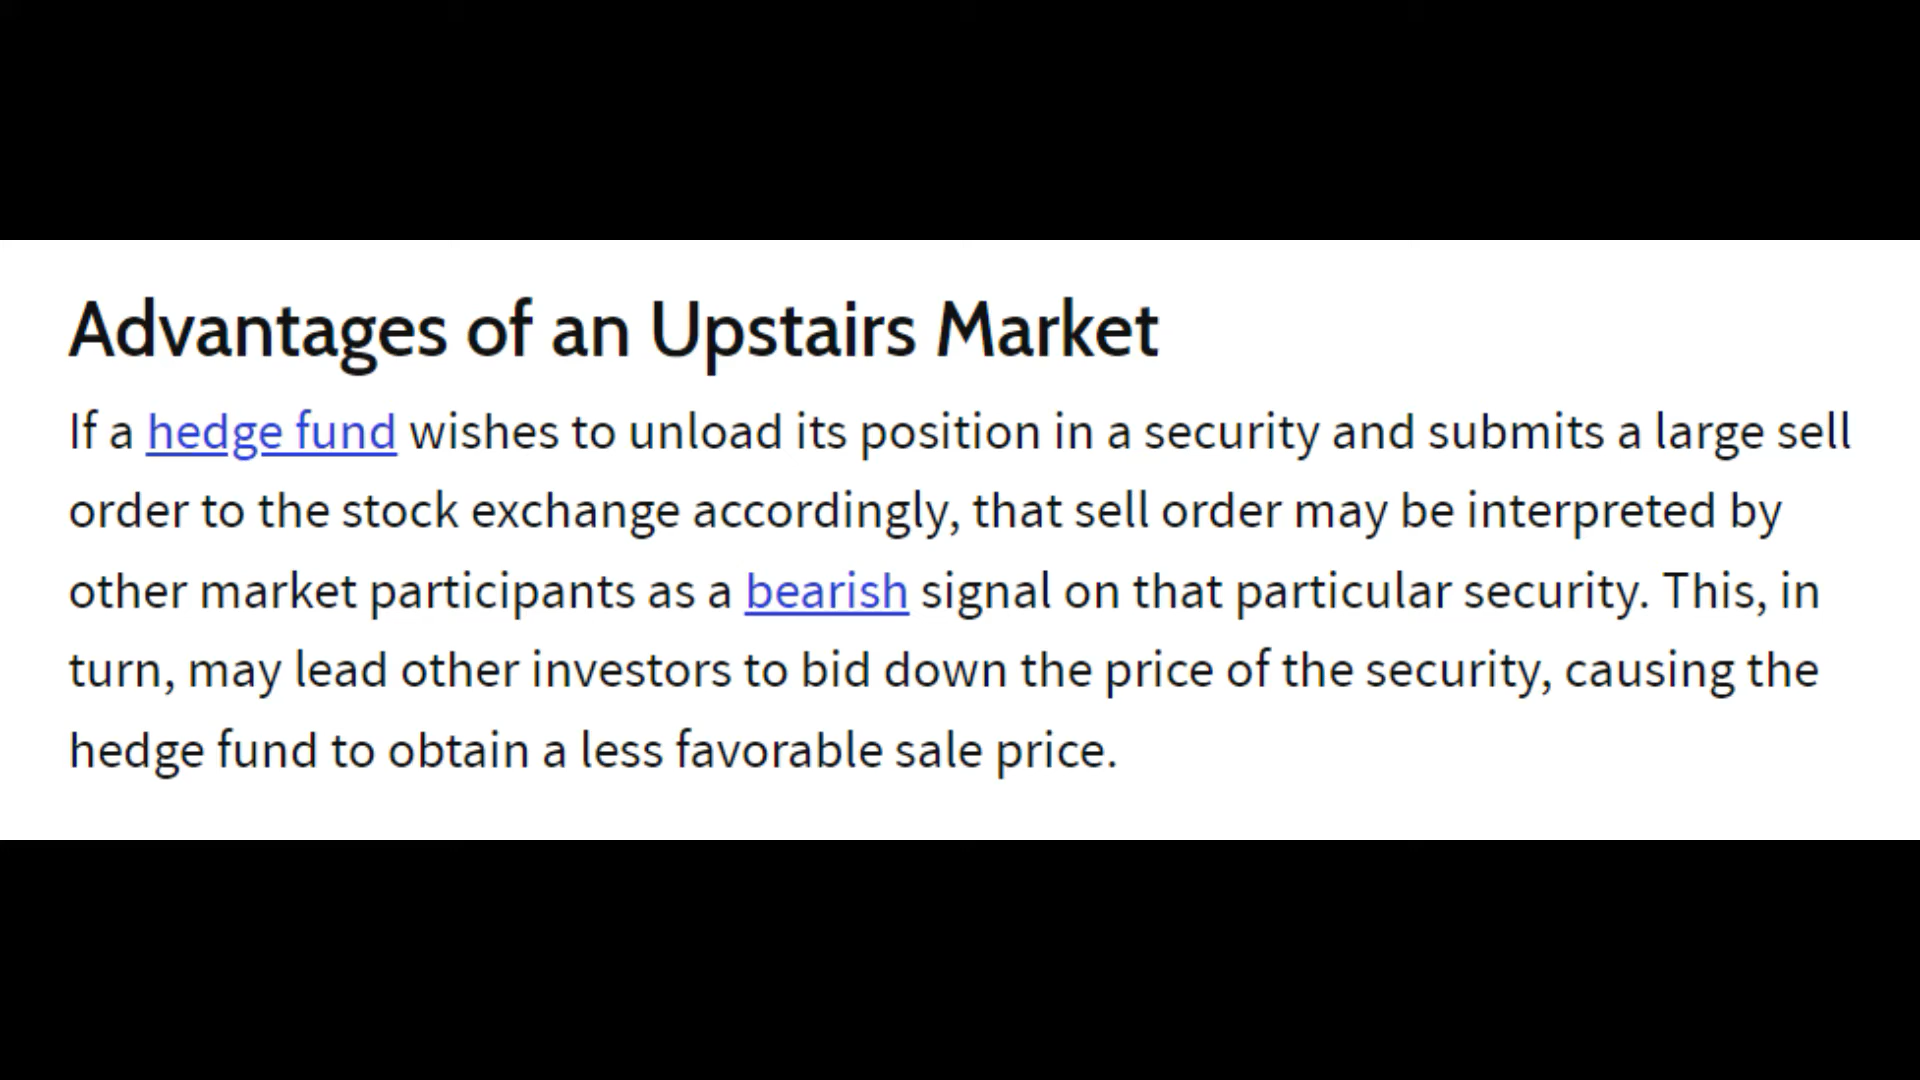 Advantages of an Upstairs Market
If a hedge fund wishes to unload its position in a security and submits a large sell
order to the stock exchange accordingly, that sell order may be interpreted by
other market participants as a bearish signal on that particular security. This, in
turn, may lead other investors to bid down the price of the security, causing the
hedge fund to obtain a less favorable sale price.